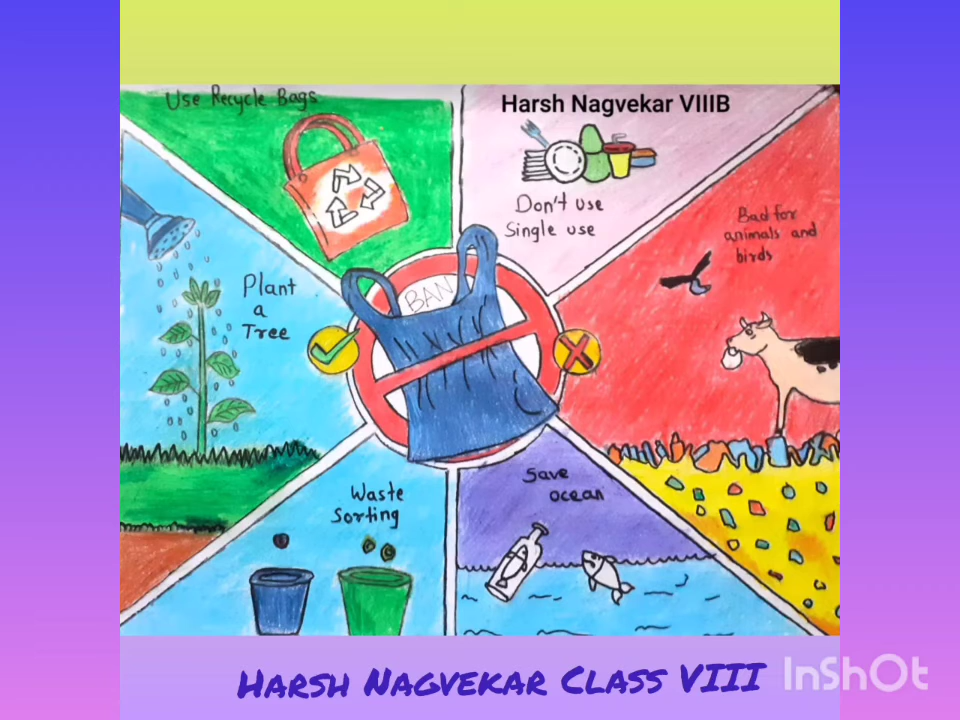 Use Recycle Bags
Harsh Nagvekar VIIIB
Don't use
Single use
Bad for
animals and
birds
Plant
a
Tree
BAN
Save
ocean
Waste
Sorting
Harsh Nagvekar Class VIII
InShOt